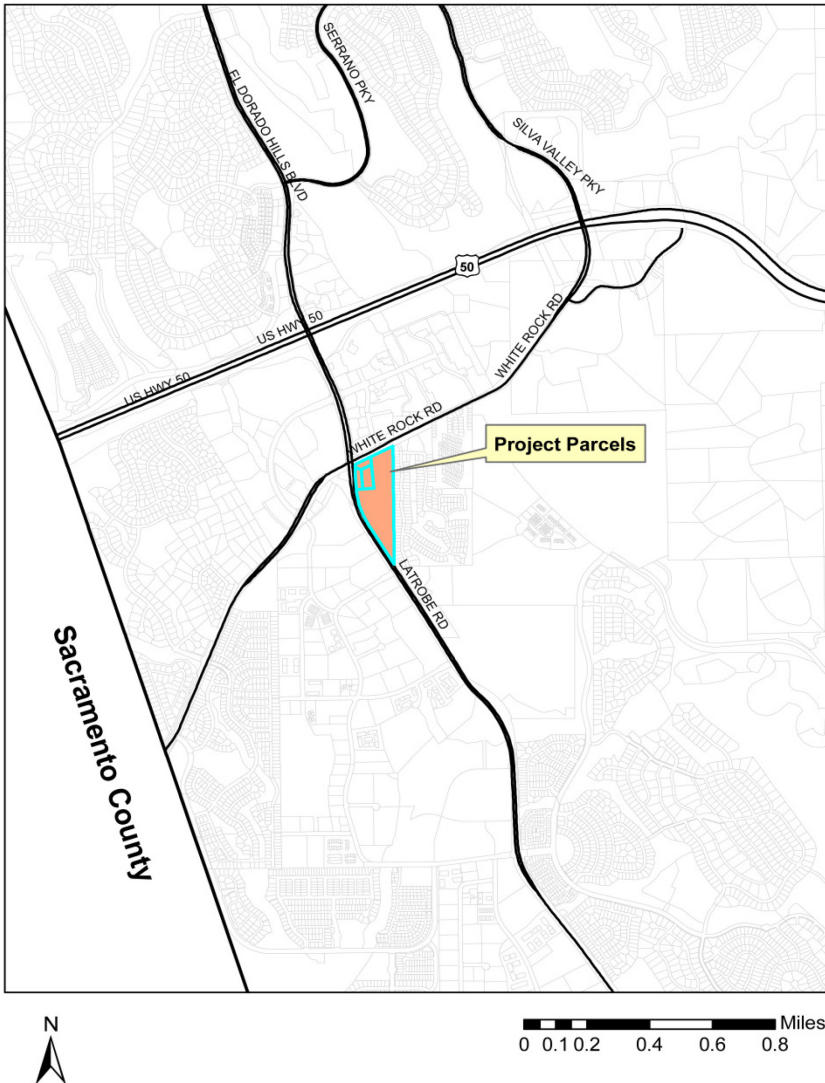 SERRANO PKY
EL DORADO HILLS BLVD
SILVA VALLEY PKY
50
US HWY 50
WHITE ROCK RD
US HWY 50
WHITE ROCK RD
Project Parcels
LATROBE RD
Sacramento County
N
Miles
0 0.1 0.2 0.4 0.6 0.8